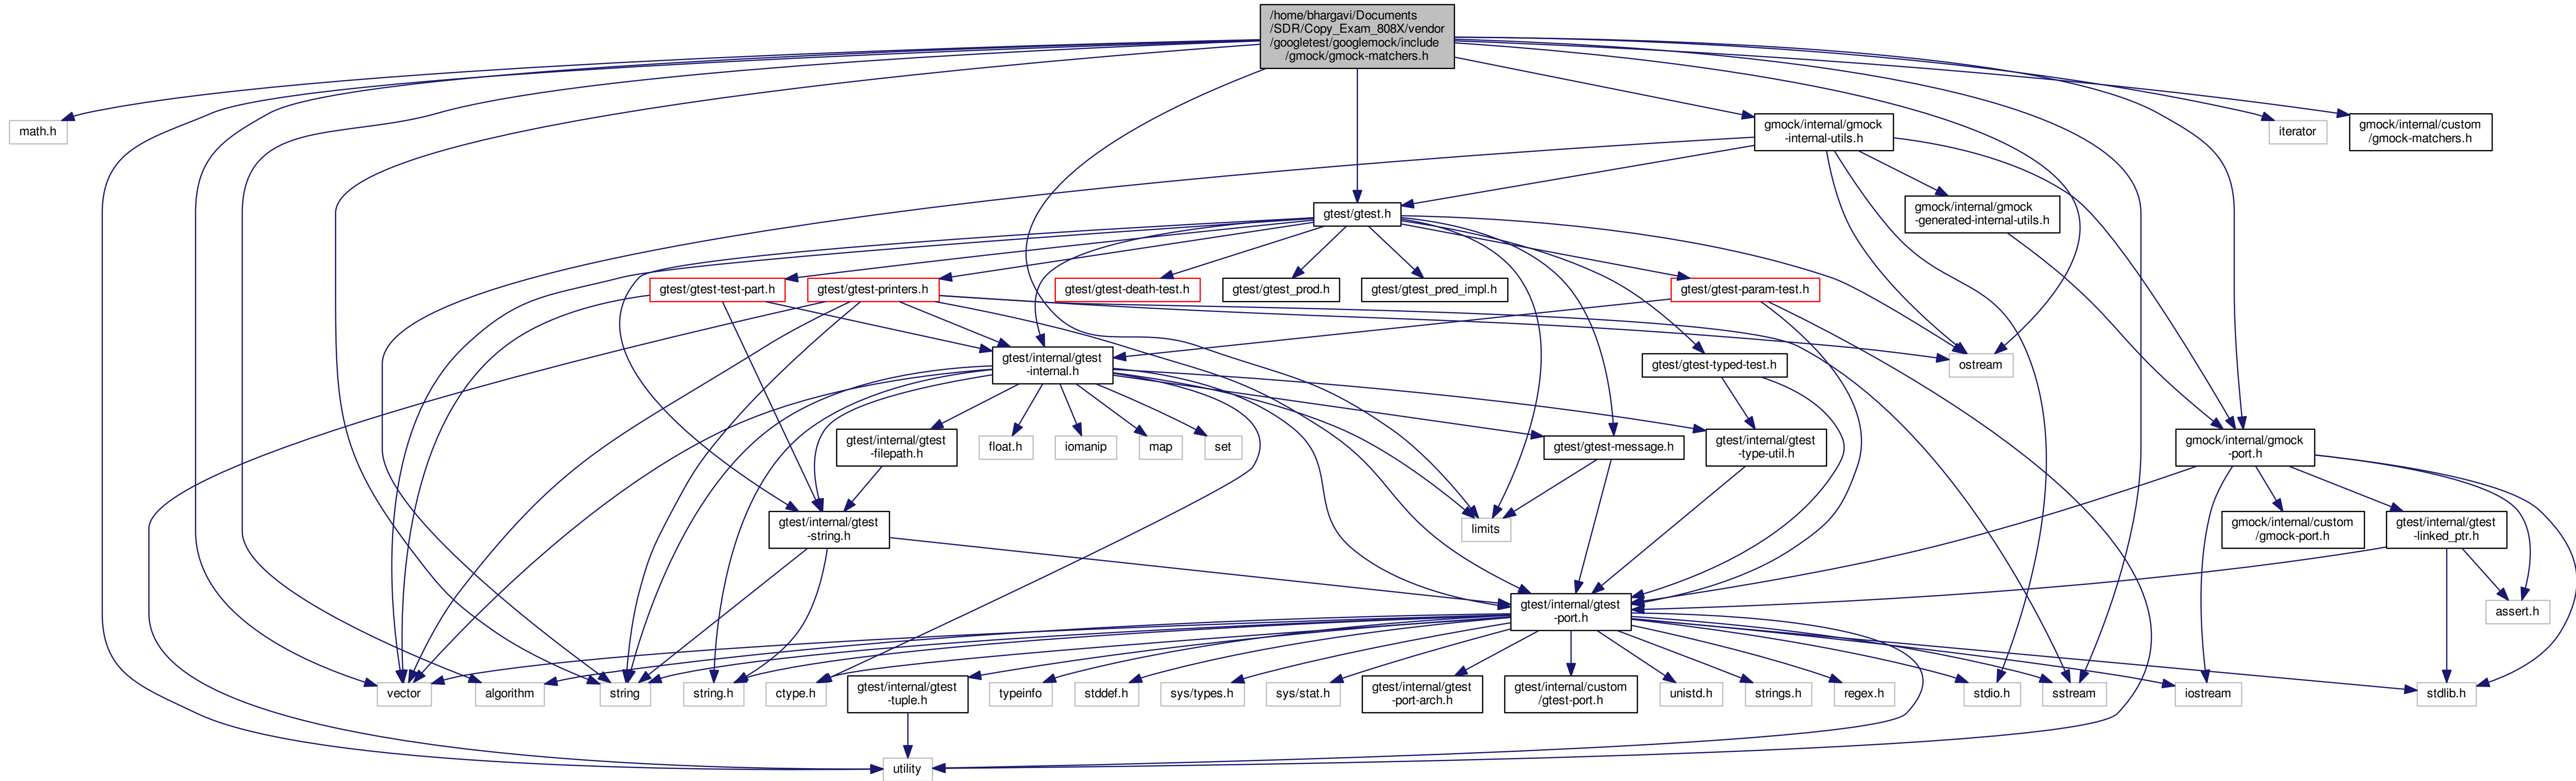 /home/bhargavi/Documents
/SDR/Copy_Exam_808X/vendor
/googletest/googlemock/include
/gmock/gmock-matchers.h
math.h
gmock/internal/gmock
-internal-utils.h
iterator
gmock/internal/custom
/gmock-matchers.h
gtest/gtest.h
gmock/internal/gmock
-generated-internal-utils.h
gtest/gtest-test-part.h
gtest/gtest-printers.h
gtest/gtest-death-test.h
gtest/gtest_prod.h
gtest/gtest_pred_impl.h
gtest/gtest-param-test.h
gtest/internal/gtest
-internal.h
gtest/gtest-typed-test.h
ostream
gtest/internal/gtest
-filepath.h
float.h
iomanip
map
set
gtest/gtest-message.h
gtest/internal/gtest
-type-util.h
gmock/internal/gmock
-port.h
gtest/internal/gtest
-string.h
limits
gmock/internal/custom
/gmock-port.h
gtest/internal/gtest
-linked_ptr.h
gtest/internal/gtest
-port.h
assert.h
vector
algorithm
string
string.h
ctype.h
gtest/internal/gtest
-tuple.h
typeinfo
stddef.h
sys/types.h
sys/stat.h
gtest/internal/gtest
-port-arch.h
gtest/internal/custom
/gtest-port.h
unistd.h
strings.h
regex.h
stdio.h
sstream
iostream
stdlib.h
utility